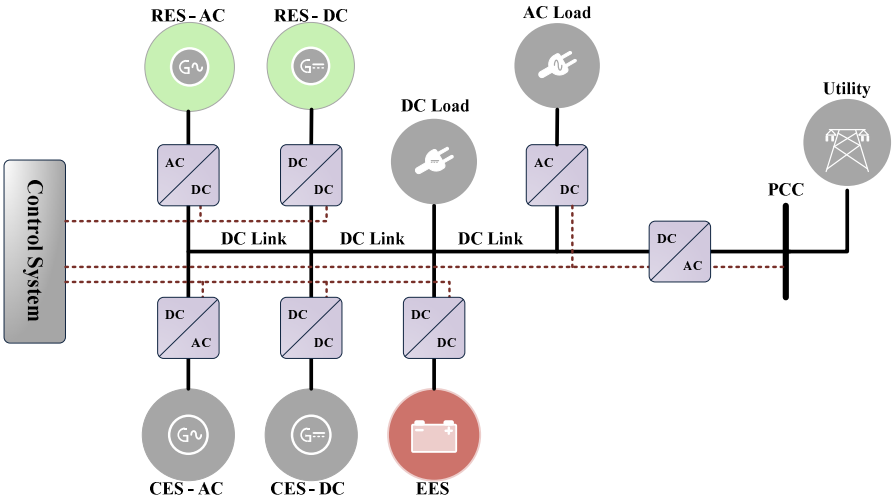 RES - AC
RES - DC
AC Load
DC Load
Utility
AC
DC
DC
DC
AC
DC
PCC
Control System
DC Link
DC Link
DC Link
DC
AC
DC
AC
DC
DC
DC
DC
CES - AC
CES - DC
EES